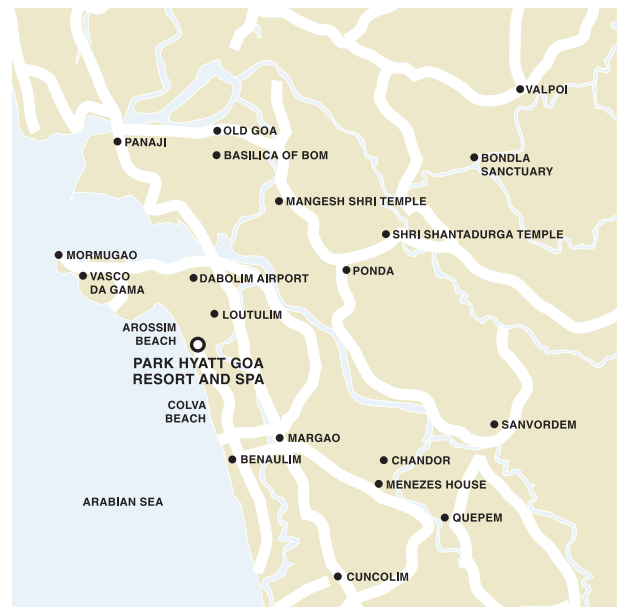 VALPOI
OLD GOA
PANAJI
BASILICA OF BOM
BONDLA
SANCTUARY
MANGESH SHRI TEMPLE
SHRI SHANTADURGA TEMPLE
MORMUGAO
VASCO
DA GAMA
DABOLIM AIRPORT
PONDA
LOUTULIM
AROSSIM
BEACH
PARK HYATT GOA
RESORT AND SPA
COLVA
BEACH
SANVORDEM
MARGAO
BENAULIM
CHANDOR
MENEZES HOUSE
ARABIAN SEA
QUEPEM
CUNCOLIM